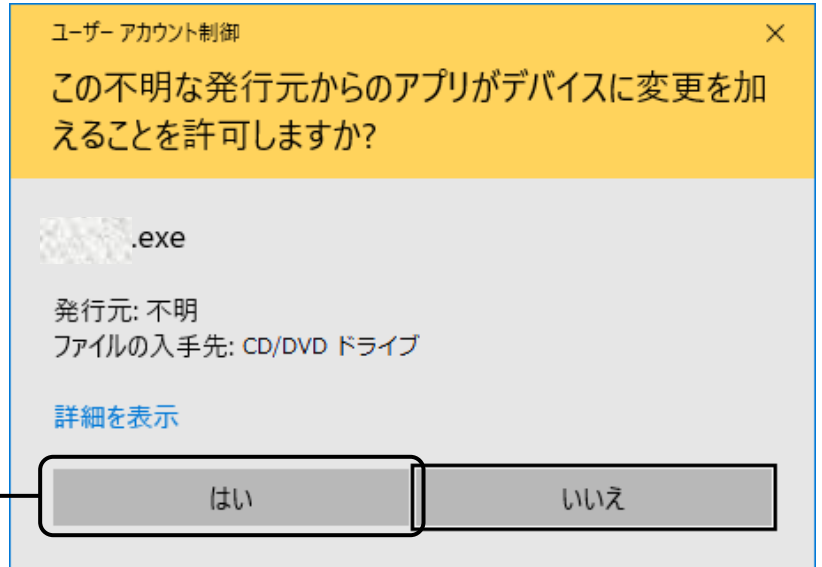 ユーザー アカウント制御
この不明な発行元からのアプリがデバイスに変更を加
えることを許可しますか?
.exe
発行元: 不明
ファイルの入手先: CD/DVD ドライブ
詳細を表示
はい
いいえ